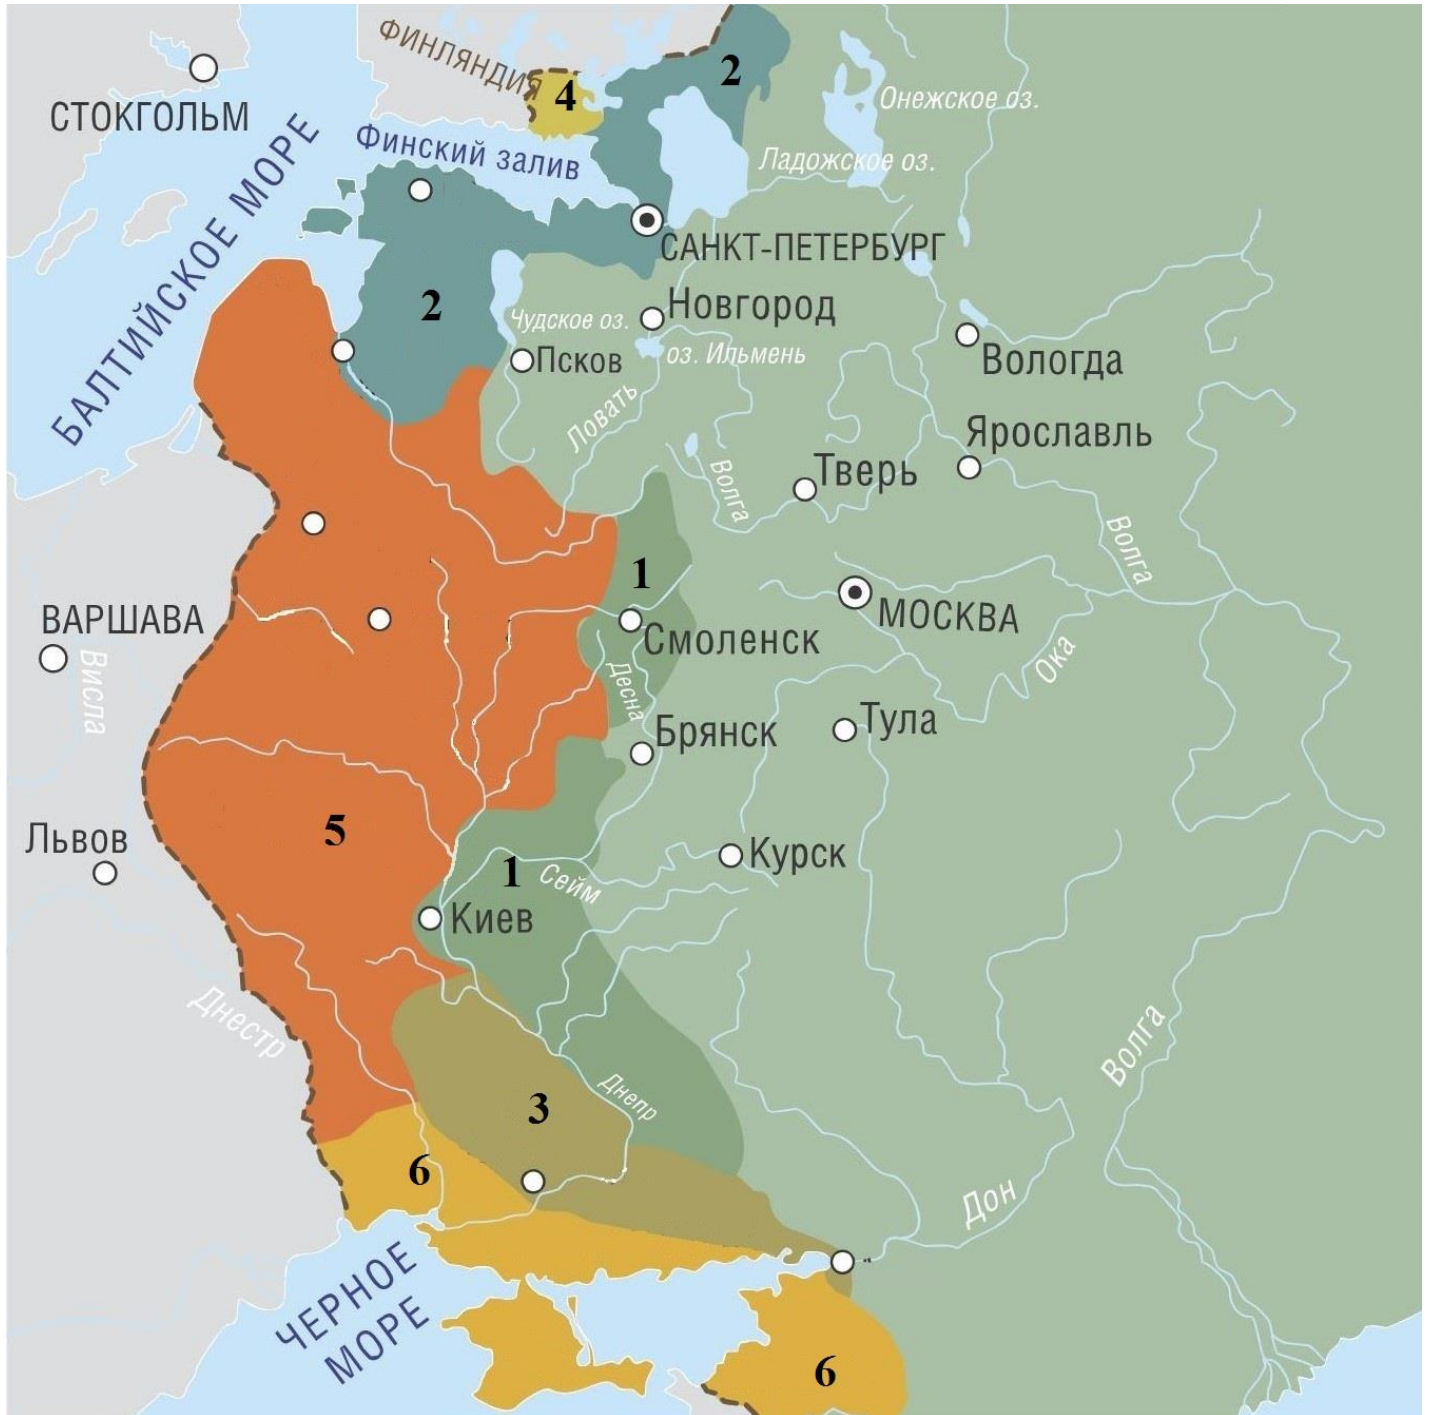 ФИНЛЯНДИЯ
4
2
СТОКГОЛЬМ
Онежское оз.
Финский залив
Ладожское оз.
БАЛТИЙСКОЕ МОРЕ
САНКТ-ПЕТЕРБУРГ
2
Новгород
Чудское оз.
Псков
оз. Ильмень
Вологда
Ловать
Ярославль
Волга
Тверь
Волга
1
МОСКВА
ВАРШАВА
Смоленск
Висла
Десна
Ока
Брянск
Тула
Львов
5
1
Сейм
Курск
Киев
Днестр
Волга
3
Днепр
6
Дон
ЧЕРНОЕ
МОРЕ
6